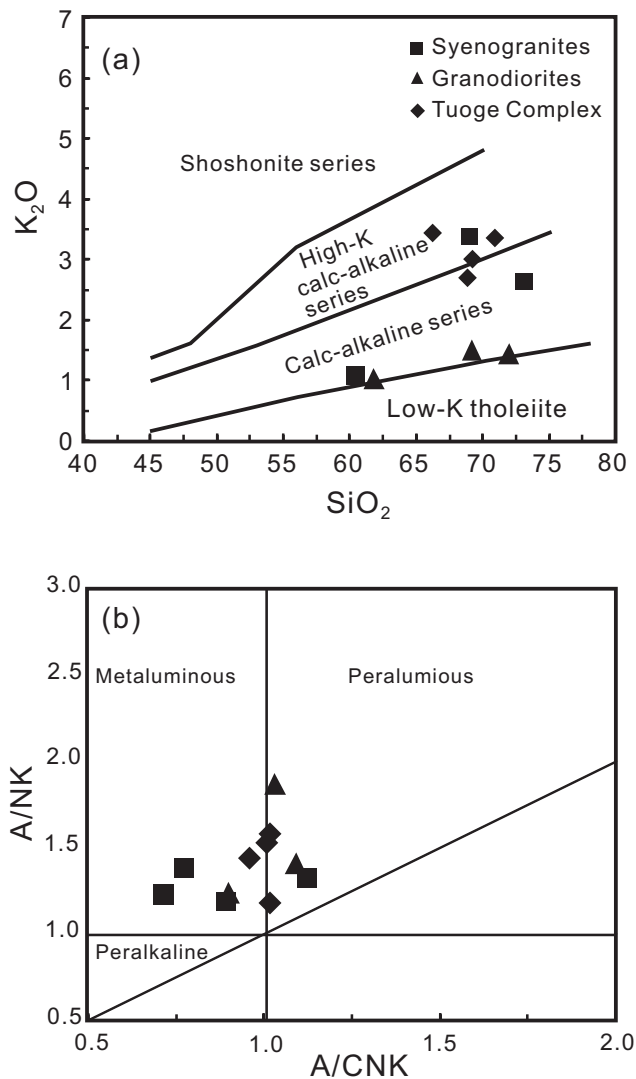 (a)
Syenogranites
Granodiorites
Tuoge Complex
Shoshonite series
High-K
calc-alkaline
series
Calc-alkaline series
Low-K tholeiite
K₂O
7
6
5
4
3
2
1
0
40 45 50 55 60 65 70 75 80
SiO₂
(b)
Metaluminous
Peralumious
Peralkaline
A/NK
3.0
2.5
2.0
1.5
1.0
0.5
0.5 1.0 1.5 2.0
A/CNK